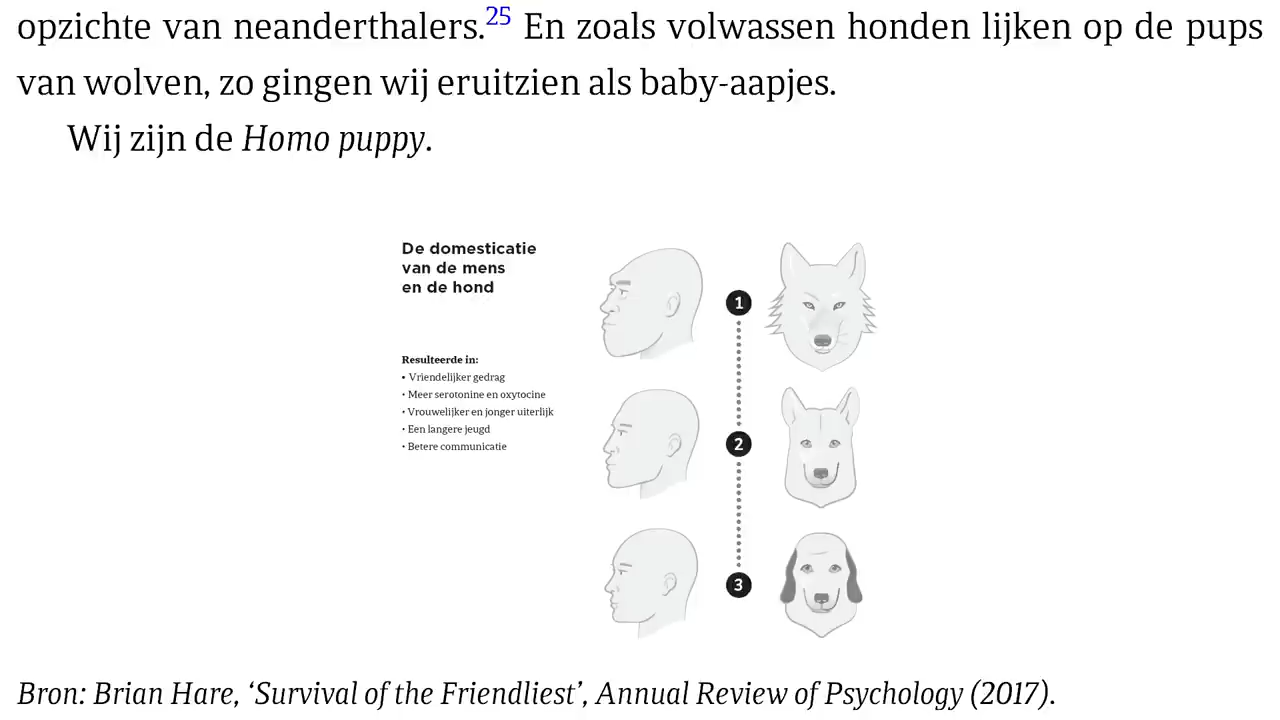 opzichte van neanderthalers.25 En zoals volwassen honden lijken op de pups
van wolven, zo gingen wij eruitzien als baby-aapjes.
Wij zijn de Homo puppy.
De domesticatie
van de mens
en de hond
Resulteerde in:
• Vriendelijker gedrag
• Meer serotonine en oxytocine
• Vrouwelijker en jonger uiterlijk
• Een langere jeugd
• Betere communicatie
1
2
3
Bron: Brian Hare, ‘Survival of the Friendliest’, Annual Review of Psychology (2017).